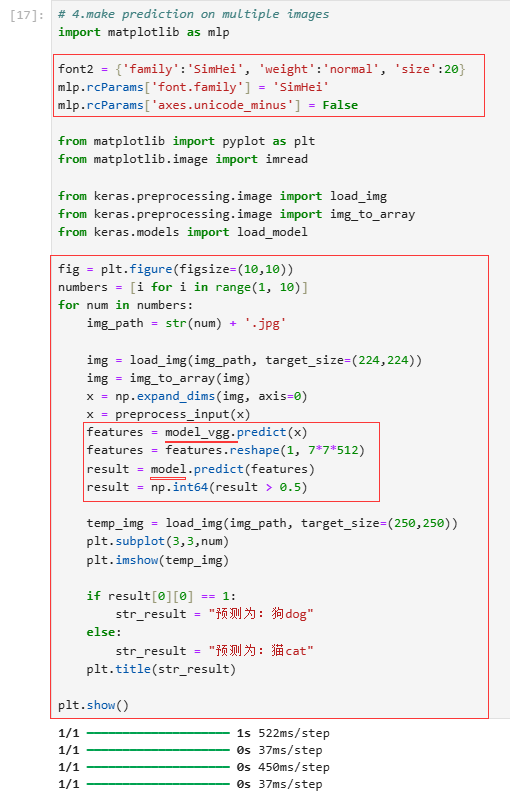 [17]:
# 4.make prediction on multiple images
import matplotlib as mlp
font2 = {'family':'SimHei', 'weight':'normal', 'size':20}
mlp.rcParams['font.family'] = 'SimHei'
mlp.rcParams['axes.unicode_minus'] = False
from matplotlib import pyplot as plt
from matplotlib.image import imread
from keras.preprocessing.image import load_img
from keras.preprocessing.image import img_to_array
from keras.models import load_model
fig = plt.figure(figsize=(10,10))
numbers = [i for i in range(1, 10)]
for num in numbers:
    img_path = str(num) + '.jpg'
    img = load_img(img_path, target_size=(224,224))
    img = img_to_array(img)
    x = np.expand_dims(img, axis=0)
    x = preprocess_input(x)
    features = model_vgg.predict(x)
    features = features.reshape(1, 7*7*512)
    result = model.predict(features)
    result = np.int64(result > 0.5)
    temp_img = load_img(img_path, target_size=(250,250))
    plt.subplot(3,3,num)
    plt.imshow(temp_img)
    if result[0][0] == 1:
        str_result = "预测为: 狗dog"
    else:
        str_result = "预测为: 猫cat"
    plt.title(str_result)
plt.show()
1/1 ━━━━━━━━━━━━━━━━━━━━ 1s 522ms/step
1/1 ━━━━━━━━━━━━━━━━━━━━ 0s 37ms/step
1/1 ━━━━━━━━━━━━━━━━━━━━ 0s 450ms/step
1/1 ━━━━━━━━━━━━━━━━━━━━ 0s 37ms/step